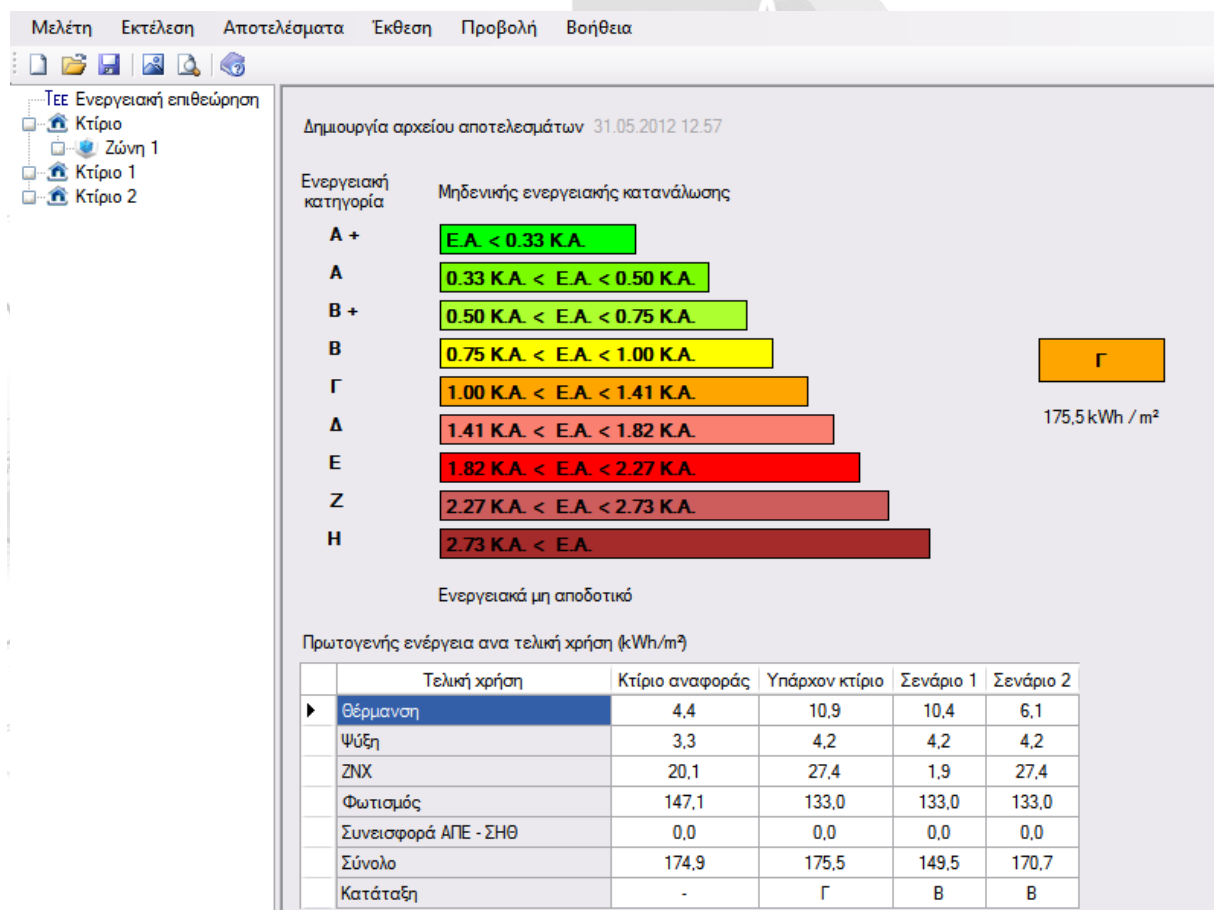 Μελέτη Εκτέλεση Αποτελέσματα Έκθεση Προβολή Βοήθεια
ΤΕΕ Ενεργειακή επιθεώρηση
Κτίριο
Ζώνη 1
Κτίριο 1
Κτίριο 2
Δημιουργία αρχείου αποτελεσμάτων 31.05.2012 12.57
Ενεργειακή
κατηγορία
Μηδενικής ενεργειακής κατανάλωσης
Α + Ε.Α. < 0.33 Κ.Α.
Α 0.33 Κ.Α. < Ε.Α. < 0.50 Κ.Α.
Β + 0.50 Κ.Α. < Ε.Α. < 0.75 Κ.Α.
Β 0.75 Κ.Α. < Ε.Α. < 1.00 Κ.Α.
Γ 1.00 Κ.Α. < Ε.Α. < 1.41 Κ.Α.
Δ 1.41 Κ.Α. < Ε.Α. < 1.82 Κ.Α.
Ε 1.82 Κ.Α. < Ε.Α. < 2.27 Κ.Α.
Ζ 2.27 Κ.Α. < Ε.Α. < 2.73 Κ.Α.
Η 2.73 Κ.Α. < Ε.Α.
Γ
175,5 kWh / m²
Ενεργειακά μη αποδοτικό
Πρωτογενής ενέργεια ανα τελική χρήση (kWh/m²)
Τελική χρήση Κτίριο αναφοράς Υπάρχον κτίριο Σενάριο 1 Σενάριο 2
Θέρμανση 4,4 10,9 10,4 6,1
Ψύξη 3,3 4,2 4,2 4,2
ΖΝΧ 20,1 27,4 1,9 27,4
Φωτισμός 147,1 133,0 133,0 133,0
Συνεισφορά ΑΠΕ - ΣΗΘ 0,0 0,0 0,0 0,0
Σύνολο 174,9 175,5 149,5 170,7
Κατάταξη - Γ Β Β